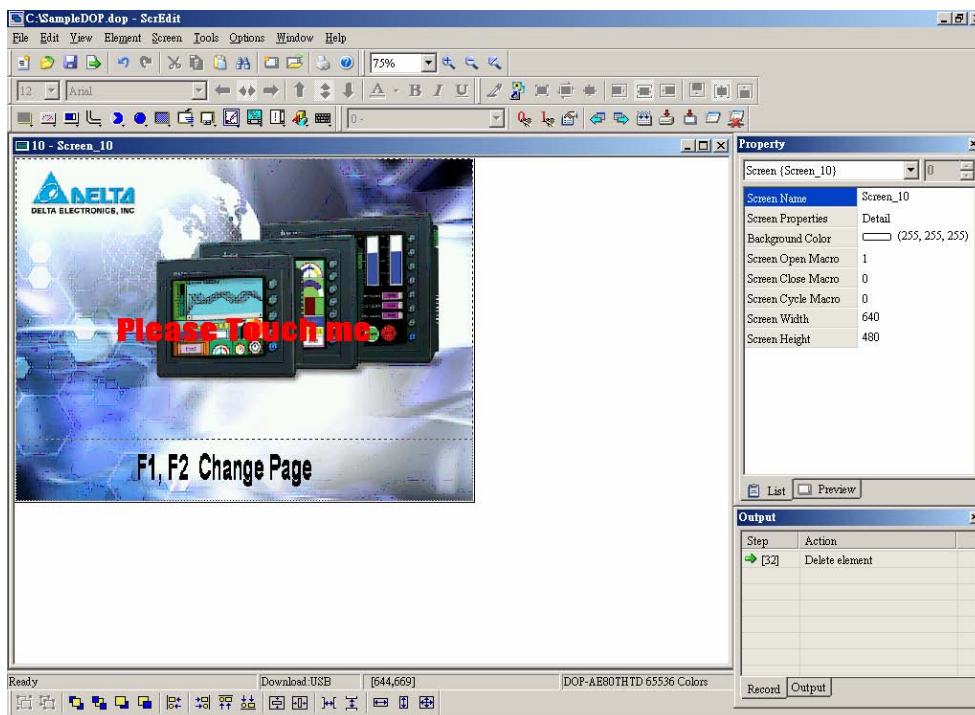 C:\SampleDOP.dop - ScrEdit
File Edit View Element Screen Tools Options Window Help
75%
12 Arial A - B I U
0 -
10 - Screen_10
DELTA
DELTA ELECTRONICS, INC
Please Touch me
F1, F2 Change Page
Property
Screen {Screen_10} 0
Screen Name Screen_10
Screen Properties Detail
Background Color (255, 255, 255)
Screen Open Macro 1
Screen Close Macro 0
Screen Cycle Macro 0
Screen Width 640
Screen Height 480
List Preview
Output
Step Action
[32] Delete element
Record Output
Ready Download:USB [644,669] DOP-AE80THTD 65536 Colors